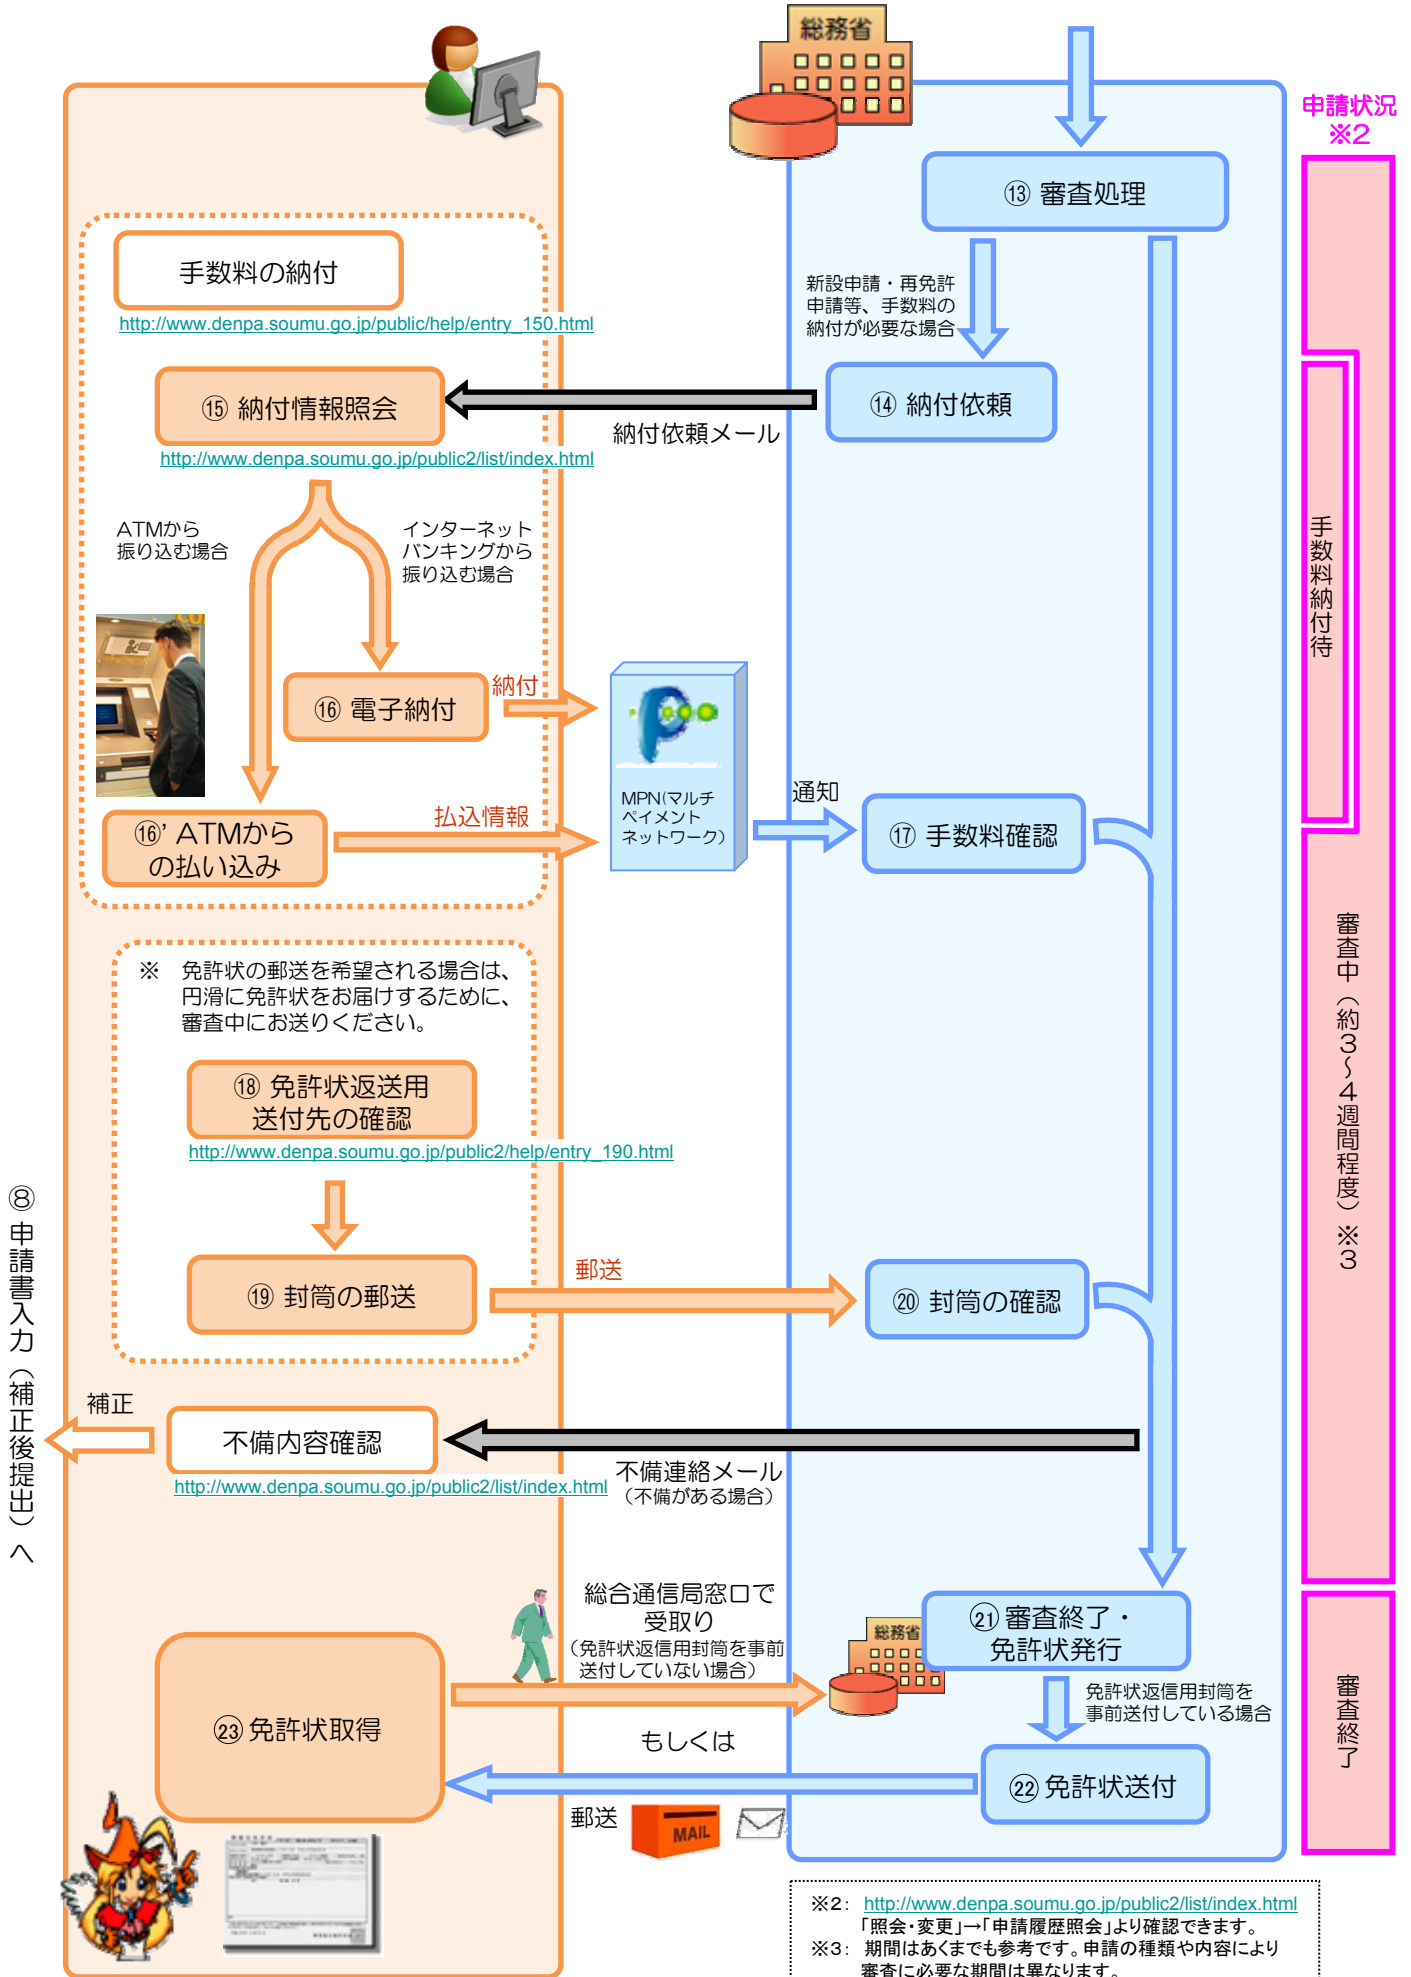 総務省
申請状況
※2
⑬ 審査処理
手数料の納付
http://www.denpa.soumu.go.jp/public/help/entry_150.html
新設申請・再免許
申請等、手数料の
納付が必要な場合
⑭ 納付依頼
納付依頼メール
⑮ 納付情報照会
http://www.denpa.soumu.go.jp/public2/list/index.html
ATMから
振り込む場合
インターネット
バンキングから
振り込む場合
手数料納付待
⑯ 電子納付
納付
MPN(マルチ
ペイメント
ネットワーク)
通知
⑯’ ATMから
の払い込み
払込情報
⑰ 手数料確認
審査中（約3～4週間程度）※3
※ 免許状の郵送を希望される場合は、
円滑に免許状をお届けするために、
審査中にお送りください。
⑱ 免許状返送用
送付先の確認
http://www.denpa.soumu.go.jp/public2/help/entry_190.html
⑲ 封筒の郵送
郵送
⑳ 封筒の確認
⑧ 申請書入力（補正後提出）へ
補正
不備内容確認
http://www.denpa.soumu.go.jp/public2/list/index.html
不備連絡メール
（不備がある場合）
総合通信局窓口で
受取り
（免許状返信用封筒を事前
送付していない場合）
総務省
㉑ 審査終了・
免許状発行
免許状返信用封筒を
事前送付している場合
審査終了
㉓ 免許状取得
もしくは
㉒ 免許状送付
郵送
MAIL
※2: http://www.denpa.soumu.go.jp/public2/list/index.html
「照会・変更」→「申請履歴照会」より確認できます。
※3: 期間はあくまでも参考です。申請の種類や内容により
審査に必要な期間は異なります。